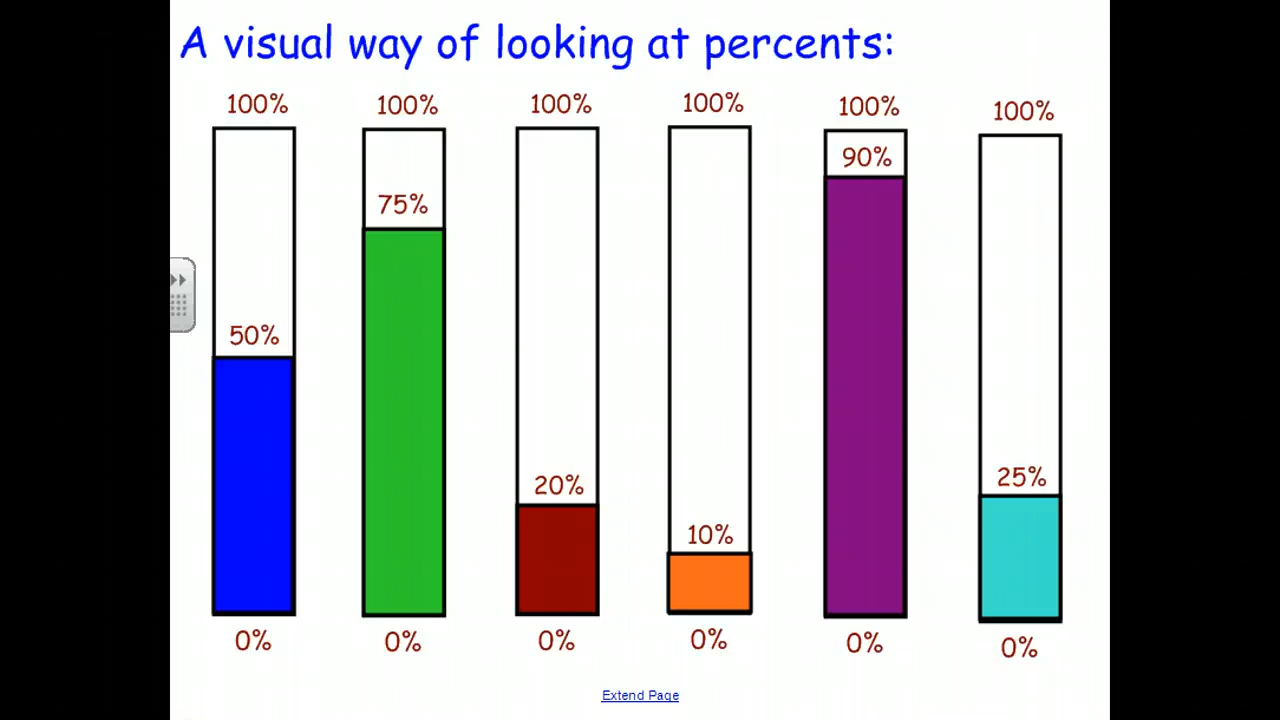 A visual way of looking at percents:
100% 100% 100% 100% 100% 100%
90%
75%
50%
25%
20%
10%
0% 0% 0% 0% 0% 0%
Extend Page